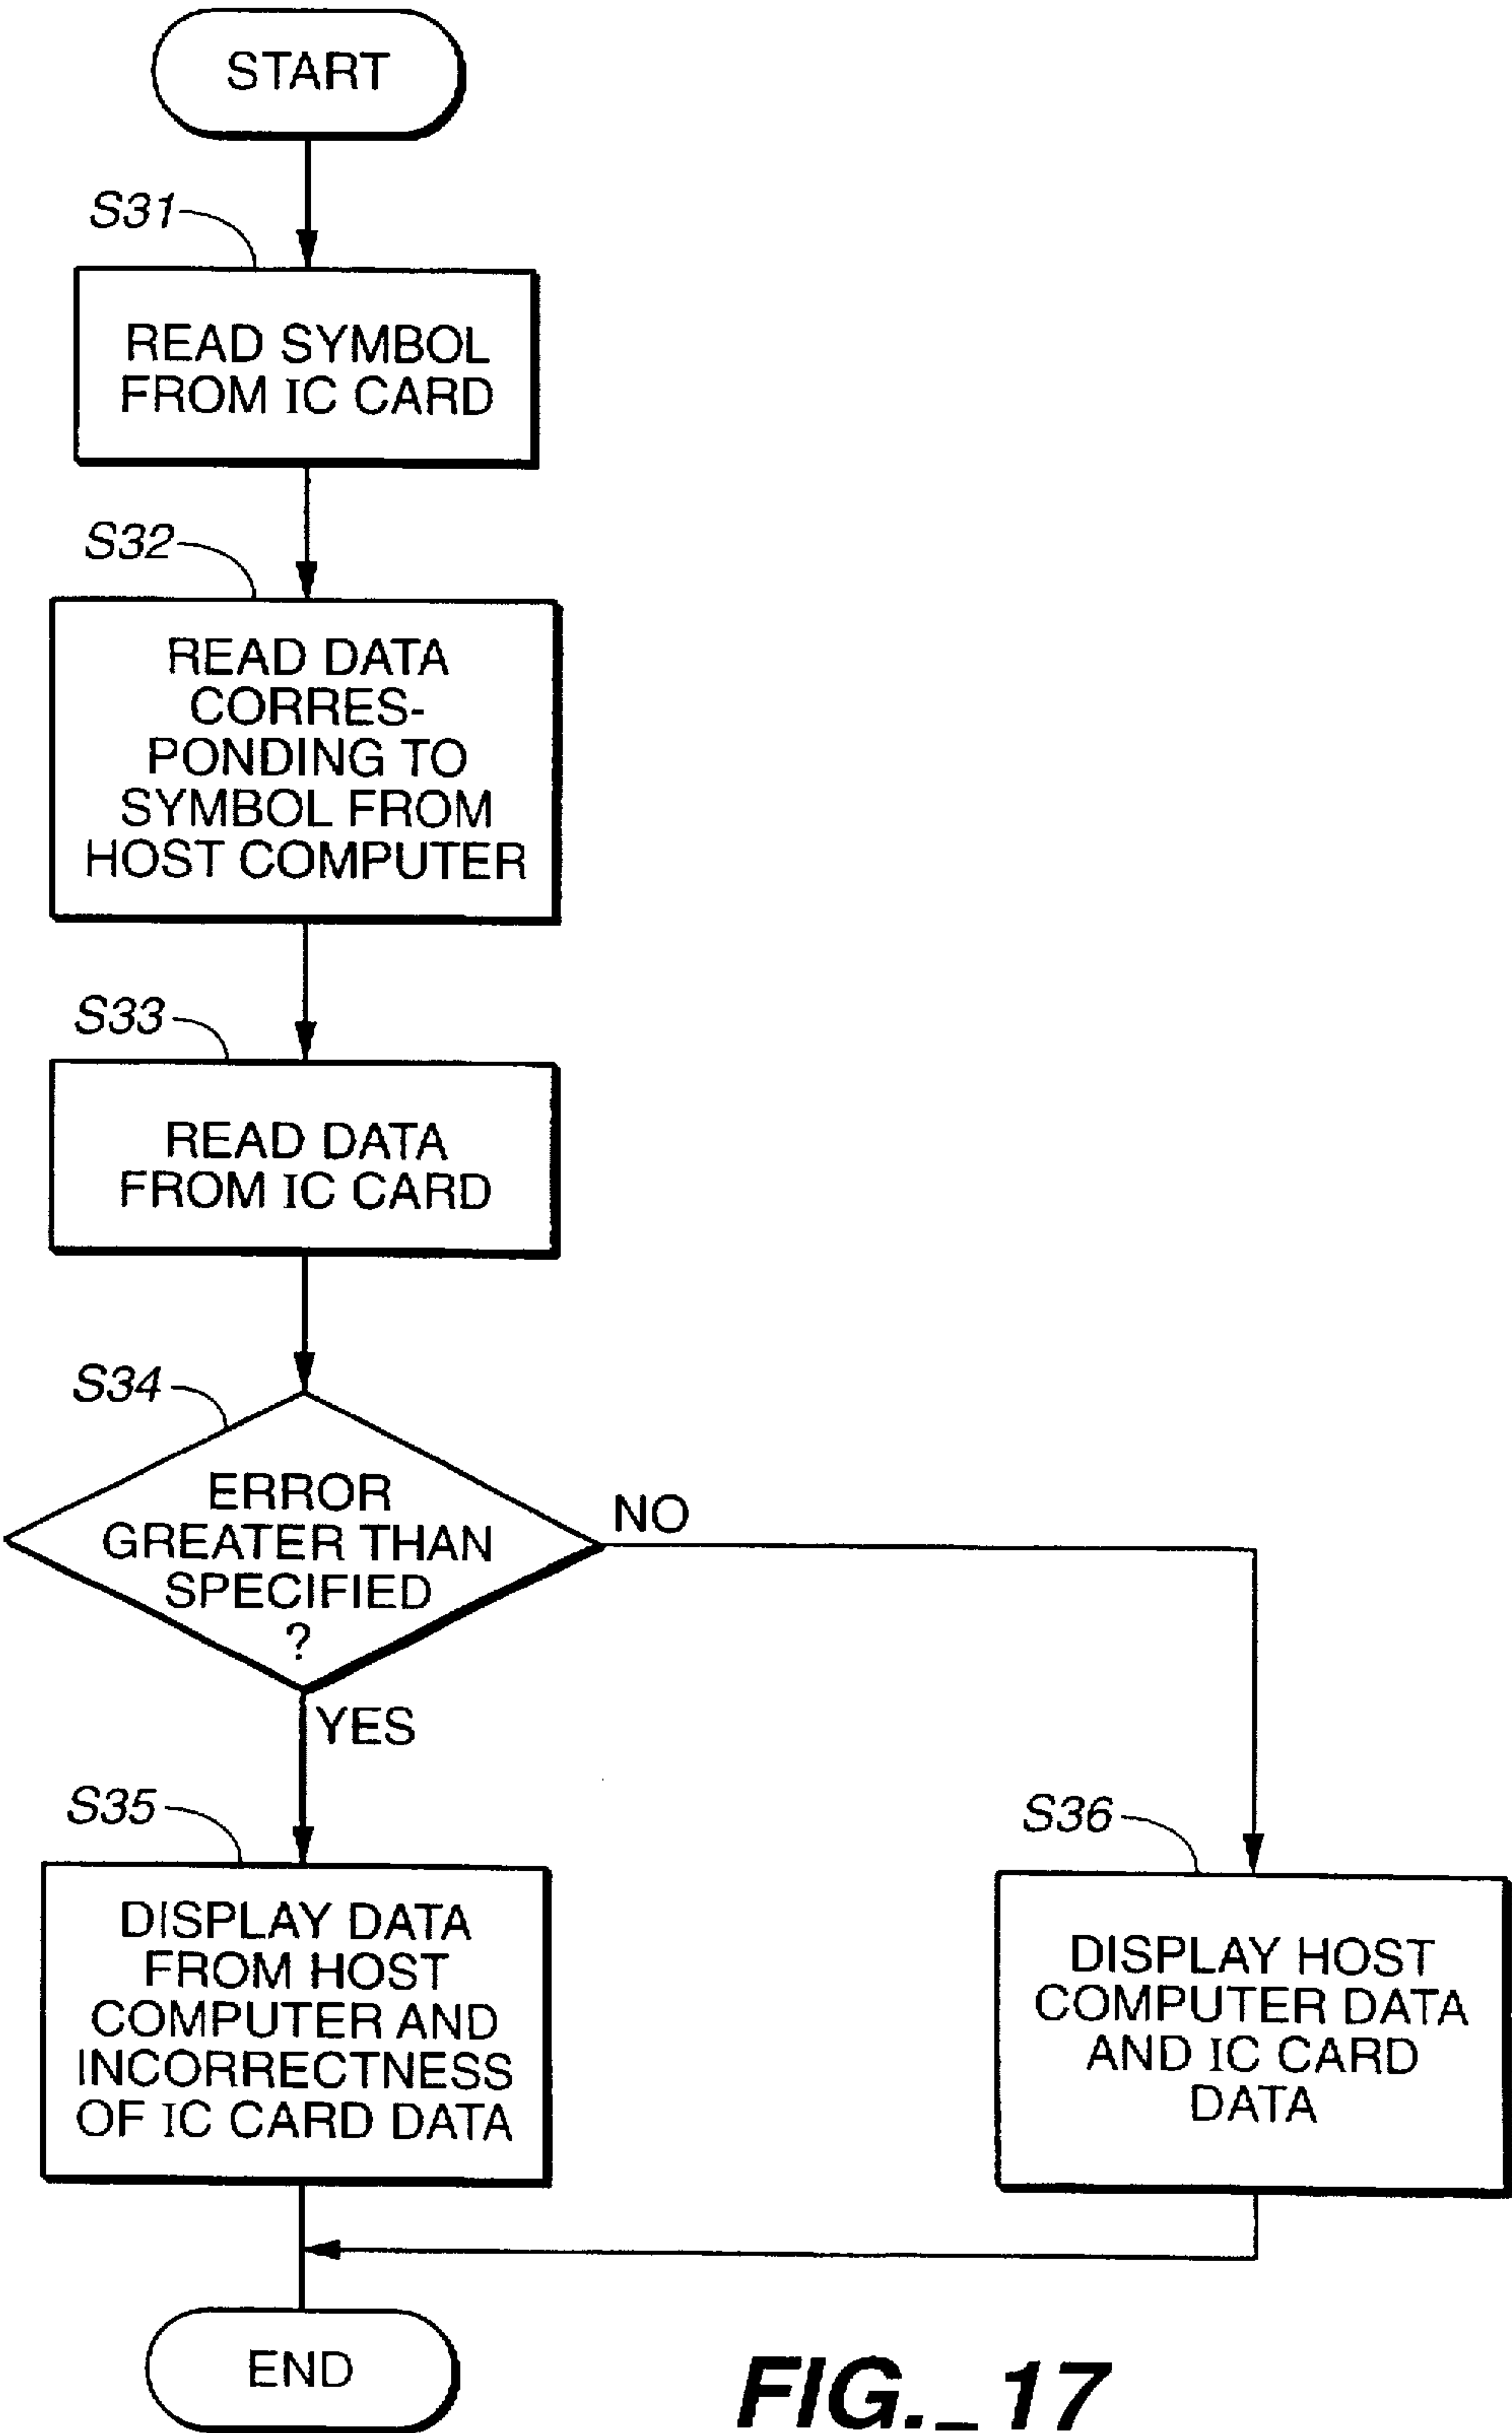 START
S31
READ SYMBOL
FROM IC CARD
S32
READ DATA
CORRES-
PONDING TO
SYMBOL FROM
HOST COMPUTER
S33
READ DATA
FROM IC CARD
S34
ERROR
GREATER THAN
SPECIFIED
?
NO
YES
S35
DISPLAY DATA
FROM HOST
COMPUTER AND
INCORRECTNESS
OF IC CARD DATA
S36
DISPLAY HOST
COMPUTER DATA
AND IC CARD
DATA
END
FIG._17